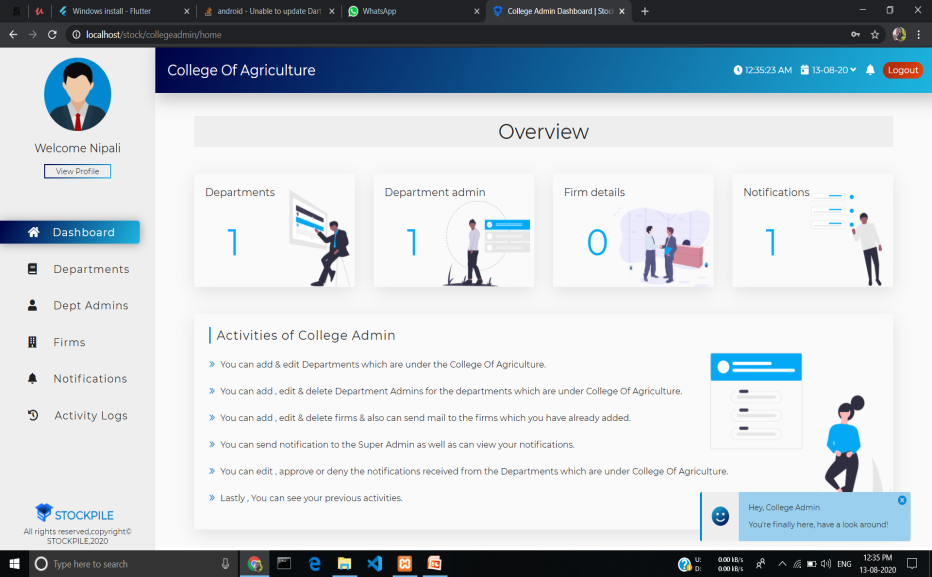 Windows install - Flutter
android - Unable to update Dart
WhatsApp
College Admin Dashboard | Stoc
localhost/stock/collegeadmin/home
College Of Agriculture
12:35:23 AM
13-08-20
Logout
Welcome Nipali
View Profile
Dashboard
Departments
Dept Admins
Firms
Notifications
Activity Logs
STOCKPILE
All rights reserved,copyright©
STOCKPILE,2020
Overview
Departments
1
Department admin
1
Firm details
0
Notifications
1
Activities of College Admin
» You can add & edit Departments which are under the College Of Agriculture.
» You can add , edit & delete Department Admins for the departments which are under College Of Agriculture.
» You can add , edit & delete firms & also can send mail to the firms which you have already added.
» You can send notification to the Super Admin as well as can view your notifications.
» You can edit , approve or deny the notifications received from the Departments which are under College Of Agriculture.
» Lastly , You can see your previous activities.
Hey, College Admin
You're finally here, have a look around!
Type here to search
U: 0.00 kB/s
D: 0.00 kB/s
ENG
12:35 PM
13-08-2020